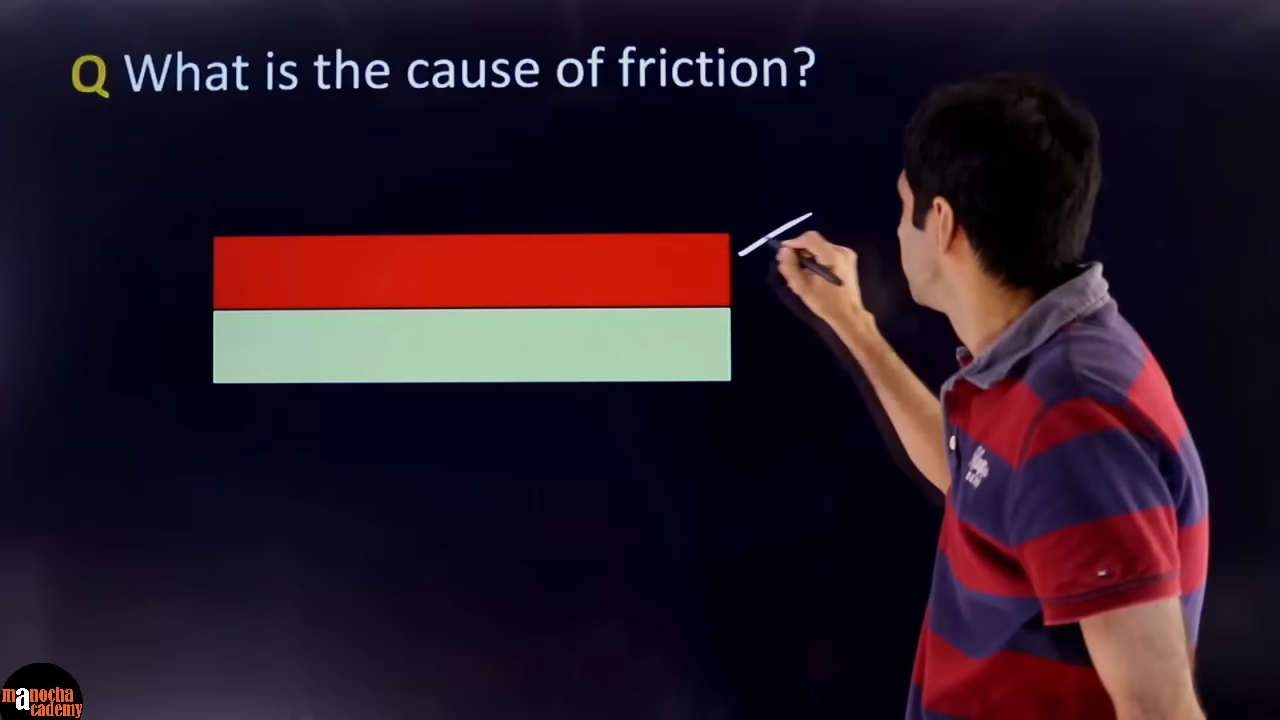 Q What is the cause of friction?
manocha
academy